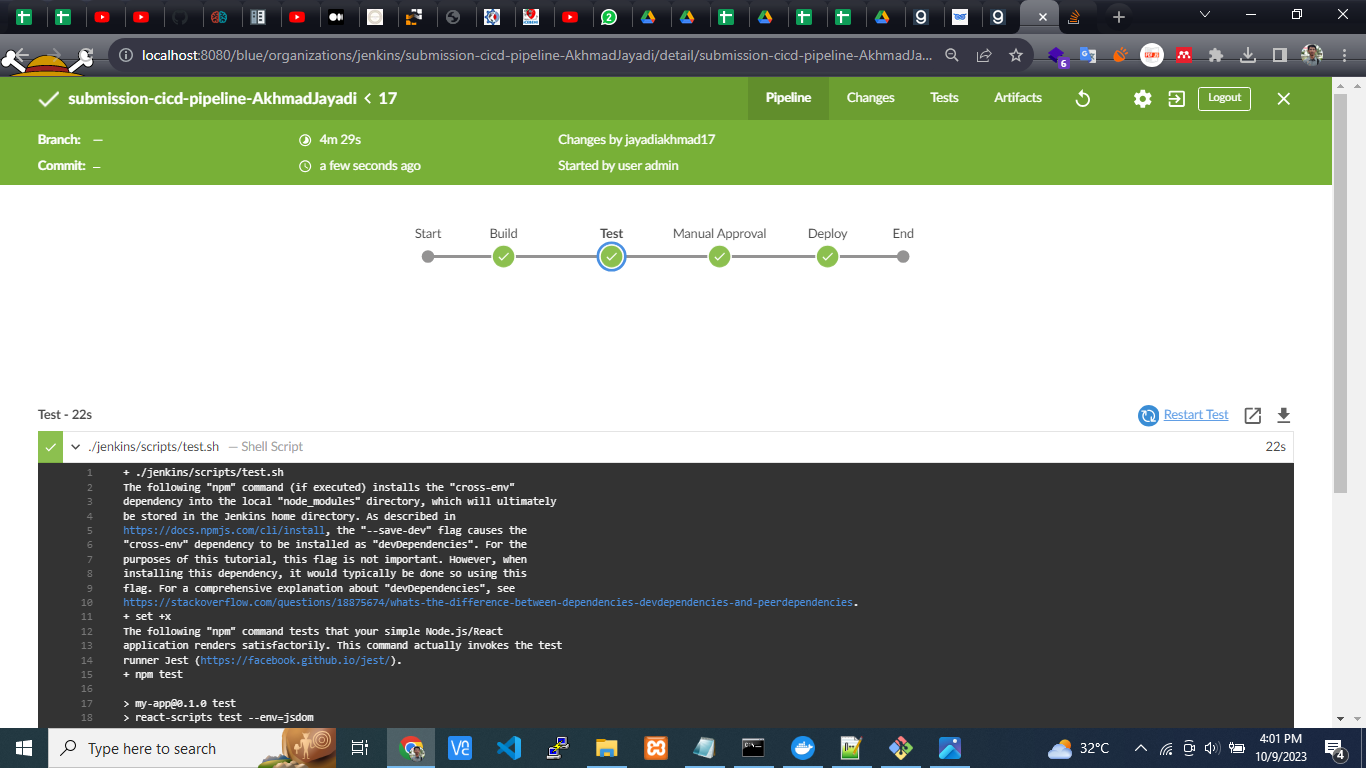 2
6
localhost:8080/blue/organizations/jenkins/submission-cicd-pipeline-AkhmadJayadi/detail/submission-cicd-pipeline-AkhmadJa...
submission-cicd-pipeline-AkhmadJayadi < 17
Pipeline Changes Tests Artifacts Logout
Branch: —
4m 29s
Changes by jayadiakhmad17
Commit: –
a few seconds ago
Started by user admin
Start Build Test Manual Approval Deploy End
Test - 22s
Restart Test
./jenkins/scripts/test.sh — Shell Script 22s
1 + ./jenkins/scripts/test.sh
2 The following "npm" command (if executed) installs the "cross-env"
3 dependency into the local "node_modules" directory, which will ultimately
4 be stored in the Jenkins home directory. As described in
5 https://docs.npmjs.com/cli/install, the "--save-dev" flag causes the
6 "cross-env" dependency to be installed as "devDependencies". For the
7 purposes of this tutorial, this flag is not important. However, when
8 installing this dependency, it would typically be done so using this
9 flag. For a comprehensive explanation about "devDependencies", see
10 https://stackoverflow.com/questions/18875674/whats-the-difference-between-dependencies-devdependencies-and-peerdependencies.
11 + set +x
12 The following "npm" command tests that your simple Node.js/React
13 application renders satisfactorily. This command actually invokes the test
14 runner Jest (https://facebook.github.io/jest/).
15 + npm test
16
17 > my-app@0.1.0 test
18 > react-scripts test --env=jsdom
Type here to search
32°C
4:01 PM
10/9/2023
4